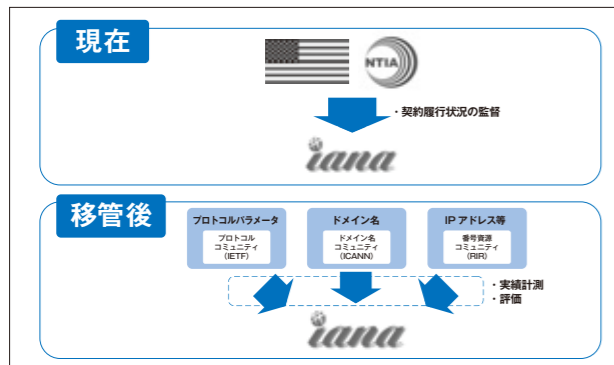 現在
NTIA
・契約履行状況の監督
iana
移管後
プロトコルパラメータ
プロトコル
コミュニティ
(IETF)
ドメイン名
ドメイン名
コミュニティ
(ICANN)
IPアドレス等
番号資源
コミュニティ
(RIR)
・実績計測
・評価
iana